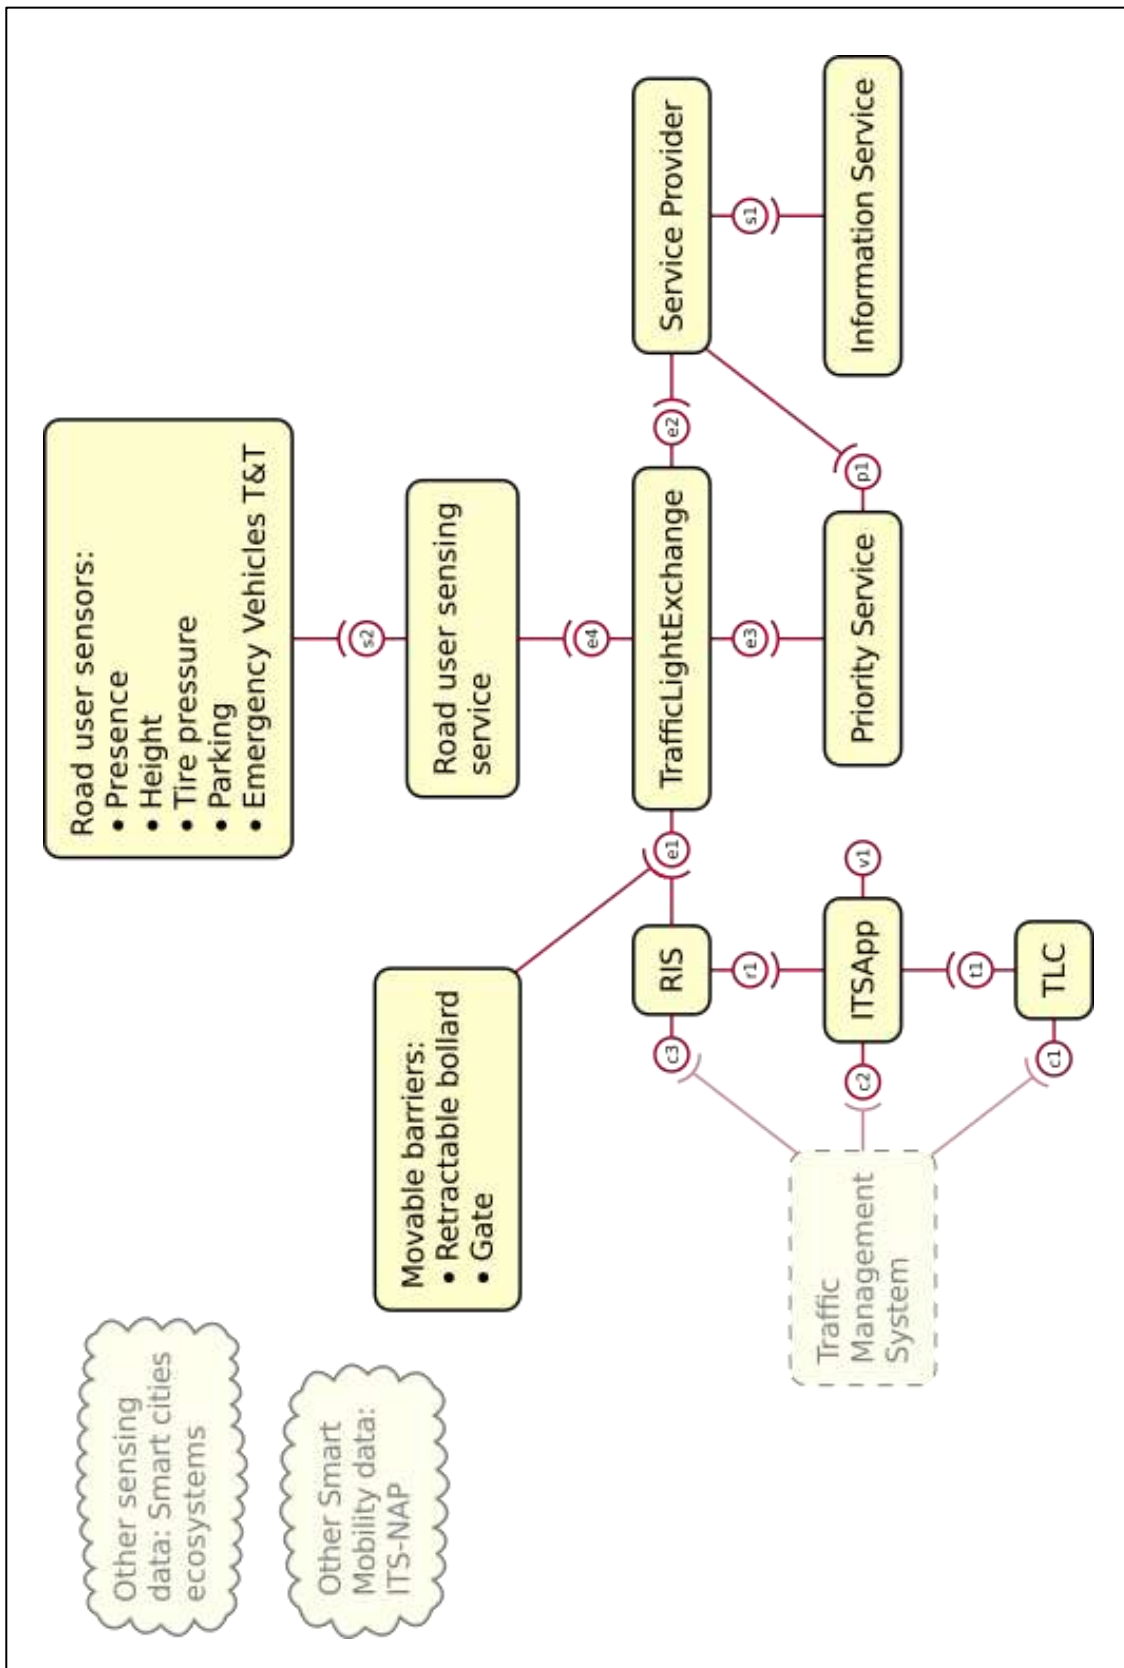 Other sensing
data: Smart cities
ecosystems
Other Smart
Mobility data:
ITS-NAP
Road user sensors:
• Presence
• Height
• Tire pressure
• Parking
• Emergency Vehicles T&T
s2
Movable barriers:
• Retractable bollard
• Gate
Road user sensing
service
e4
c3
RIS
e1
TrafficLightExchange
e2
Service Provider
r1
e3
s1
Traffic
Management
System
c2
ITSApp
v1
Priority Service
p1
Information Service
t1
c1
TLC